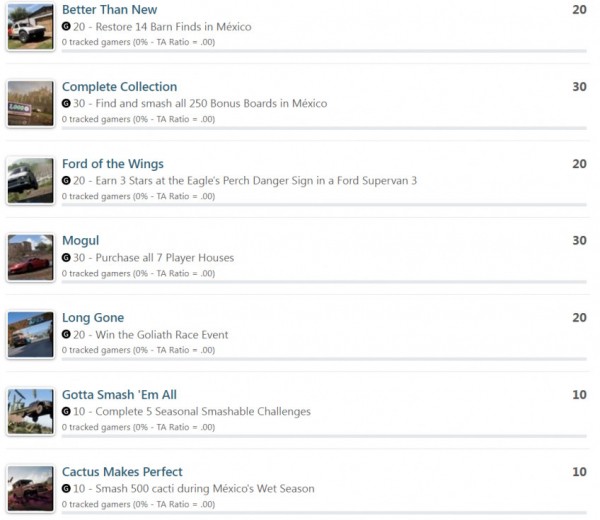 Better Than New 20
G 20 - Restore 14 Barn Finds in México
0 tracked gamers (0% - TA Ratio = .00)
Complete Collection 30
G 30 - Find and smash all 250 Bonus Boards in México
0 tracked gamers (0% - TA Ratio = .00)
Ford of the Wings 20
G 20 - Earn 3 Stars at the Eagle's Perch Danger Sign in a Ford Supervan 3
0 tracked gamers (0% - TA Ratio = .00)
Mogul 30
G 30 - Purchase all 7 Player Houses
0 tracked gamers (0% - TA Ratio = .00)
Long Gone 20
G 20 - Win the Goliath Race Event
0 tracked gamers (0% - TA Ratio = .00)
Gotta Smash 'Em All 10
G 10 - Complete 5 Seasonal Smashable Challenges
0 tracked gamers (0% - TA Ratio = .00)
Cactus Makes Perfect 10
G 10 - Smash 500 cacti during México's Wet Season
0 tracked gamers (0% - TA Ratio = .00)